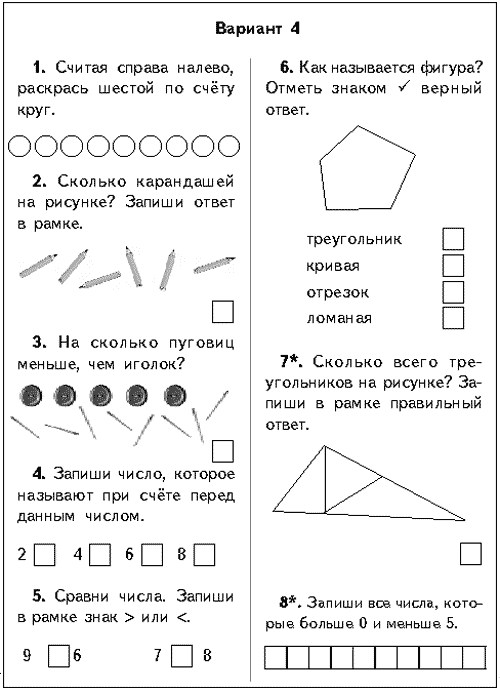 Вариант 4
1. Считая справа налево,
раскрась шестой по счёту
круг.
2. Сколько карандашей
на рисунке? Запиши ответ
в рамке.
3. На сколько пуговиц
меньше, чем иголок?
4. Запиши число, которое
называют при счёте перед
данным числом.
2 4 6 8
5. Сравни числа. Запиши
в рамке знак > или <.
9 6 7 8
6. Как называется фигура?
Отметь знаком ✓ верный
ответ.
треугольник
кривая
отрезок
ломаная
7*. Сколько всего тре-
угольников на рисунке? За-
пиши в рамке правильный
ответ.
8*. Запиши все числа, кото-
рые больше 0 и меньше 5.